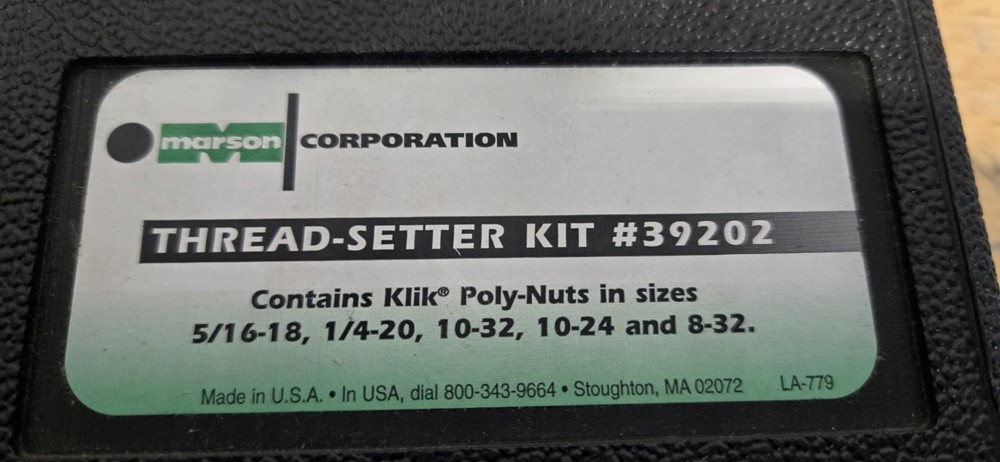 marson CORPORATION
THREAD-SETTER KIT #39202
Contains Klik® Poly-Nuts in sizes
5/16-18, 1/4-20, 10-32, 10-24 and 8-32.
Made in U.S.A. • In USA, dial 800-343-9664 • Stoughton, MA 02072 LA-779